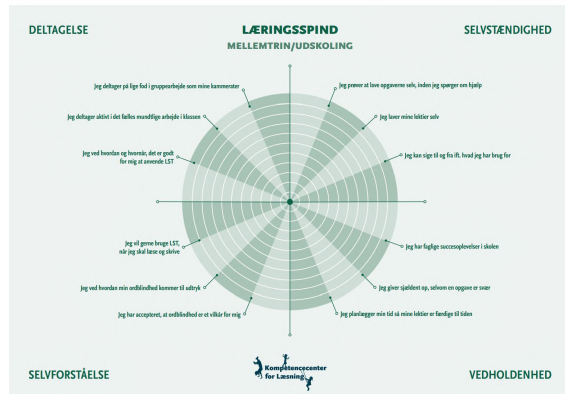 DELTAGELSE
LÆRINGSSPIND
SELVSTÆNDIGHED
MELLEMTRIN/UDSKOLING
Jeg deltager på lige fod i gruppearbejde som mine kammerater
Jeg prøver at lave opgaverne selv, inden jeg spørger om hjælp
Jeg deltager aktivt i det fælles mundtlige arbejde i klassen
Jeg laver mine lektier selv
Jeg ved hvordan og hvornår, det er godt
for mig at anvende LST
Jeg kan sige til og fra ift. hvad jeg har brug for
Jeg vil gerne bruge LST,
når jeg skal læse og skrive
Jeg har faglige succesoplevelser i skolen
Jeg ved hvordan min ordblindhed kommer til udtryk
Jeg giver sjældent op, selvom en opgave er svær
Jeg har accepteret, at ordblindhed er et vilkår for mig
Jeg planlægger min tid så mine lektier er færdige til tiden
Kompetencecenter
for Læsning
SELVFORSTÅELSE
VEDHOLDENHED